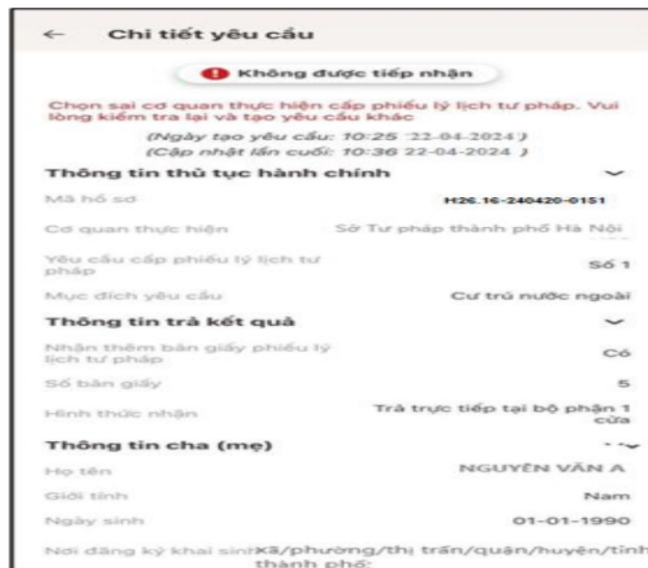 ← Chi tiết yêu cầu
Không được tiếp nhận
Chọn sai cơ quan thực hiện cấp phiếu lý lịch tư pháp. Vui
lòng kiểm tra lại và tạo yêu cầu khác
(Ngày tạo yêu cầu: 10:25 22-04-2024 )
(Cập nhật lần cuối: 10:36 22-04-2024 )
Thông tin thủ tục hành chính
Mã hồ sơ H26.16-240420-0151
Cơ quan thực hiện Sở Tư pháp thành phố Hà Nội
Yêu cầu cấp phiếu lý lịch tư
pháp Số 1
Mục đích yêu cầu Cư trú nước ngoài
Thông tin trả kết quả
Nhận thêm bản giấy phiếu lý
lịch tư pháp Có
Số bản giấy 5
Hình thức nhận Trả trực tiếp tại bộ phận 1
cửa
Thông tin cha (mẹ)
Họ tên NGUYỄN VĂN A
Giới tính Nam
Ngày sinh 01-01-1990
Nơi đăng ký khai sinh xã/phường/thị trấn/quận/huyện/tỉnh
thành phố: